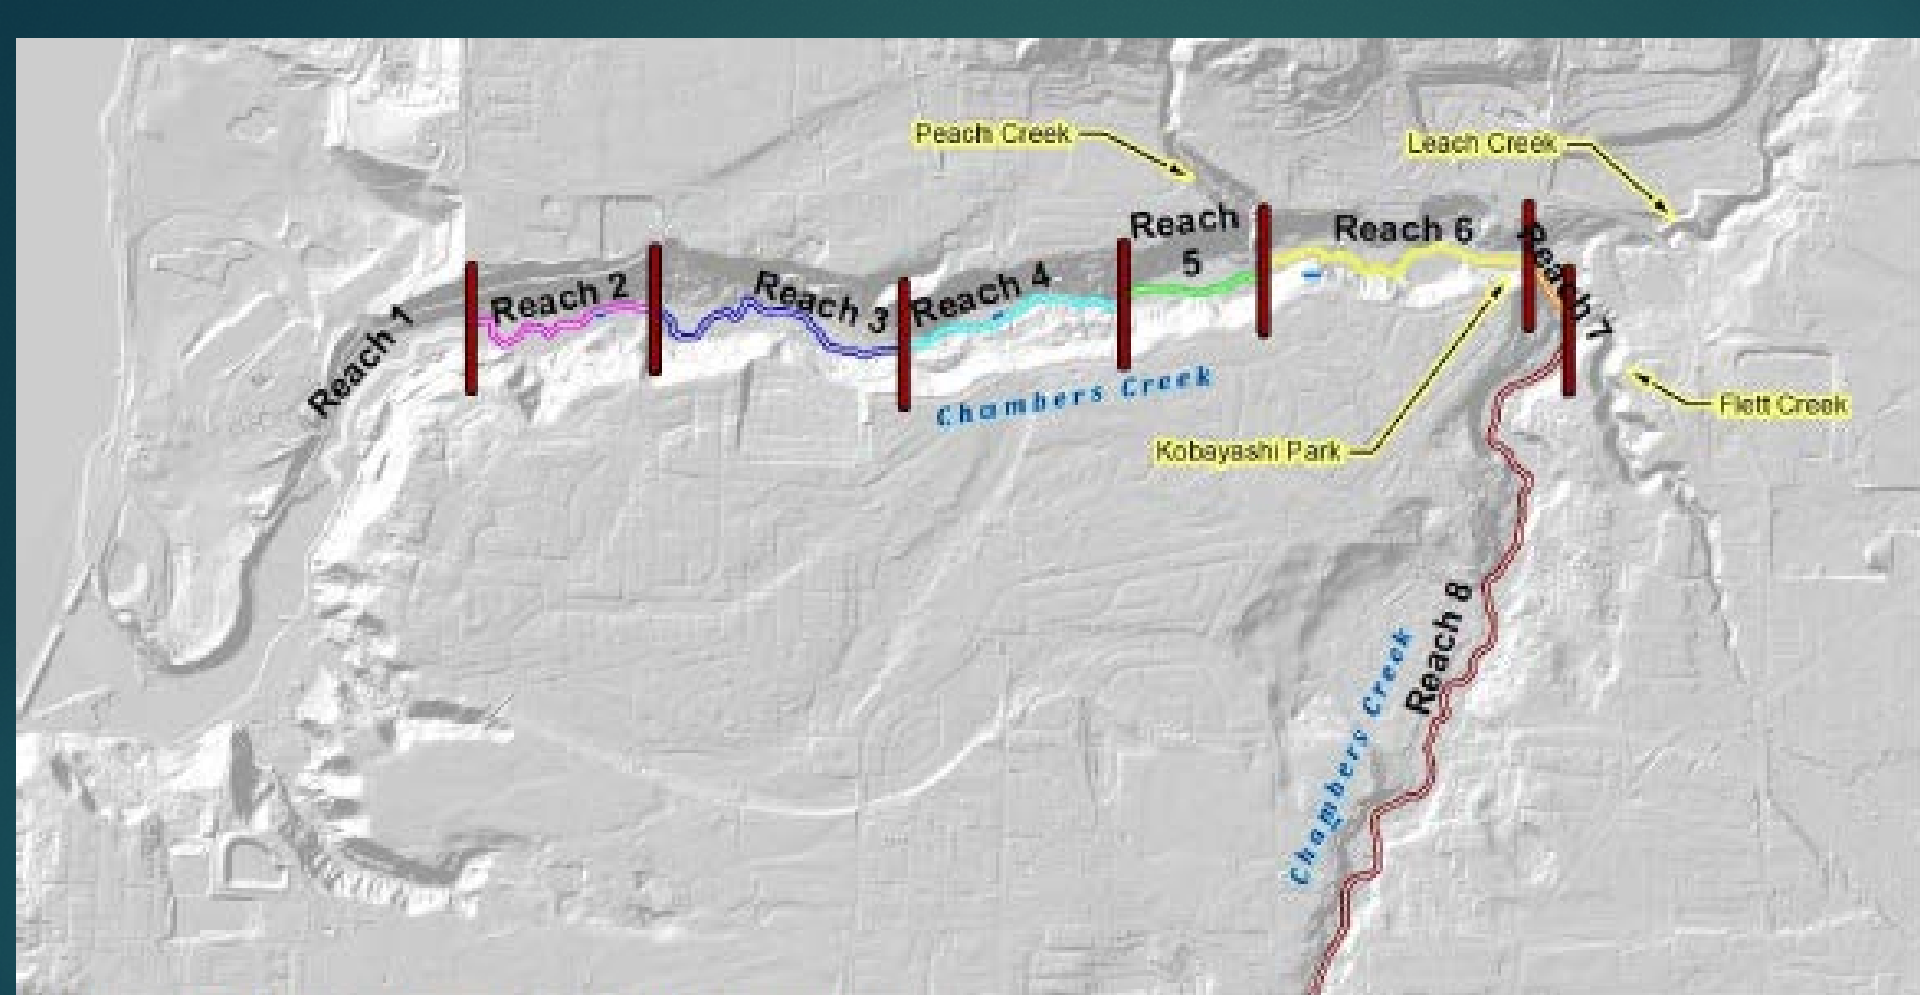 Peach Creek
Leach Creek
Reach
5
Reach 6
Reach 7
Reach 4
Reach 3
Reach 2
Reach 1
Chambers Creek
Kobayashi Park
Flett Creek
Reach 8
Chambers Creek